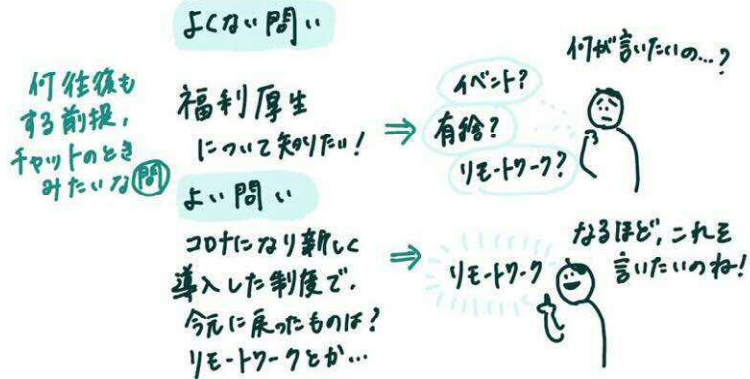 よくない問い
何往復も
する前提、
チャットのとき
みたいな問
福利厚生
について知りたい!
⇒
イベント?
有給?
リモートワーク?
何が言いたいの…?
よい問い
コロナになり新しく
導入した制度で、
今元に戻ったものは?
リモートワークとか…
⇒
リモートワーク
なるほど、これを
言いたいのね!